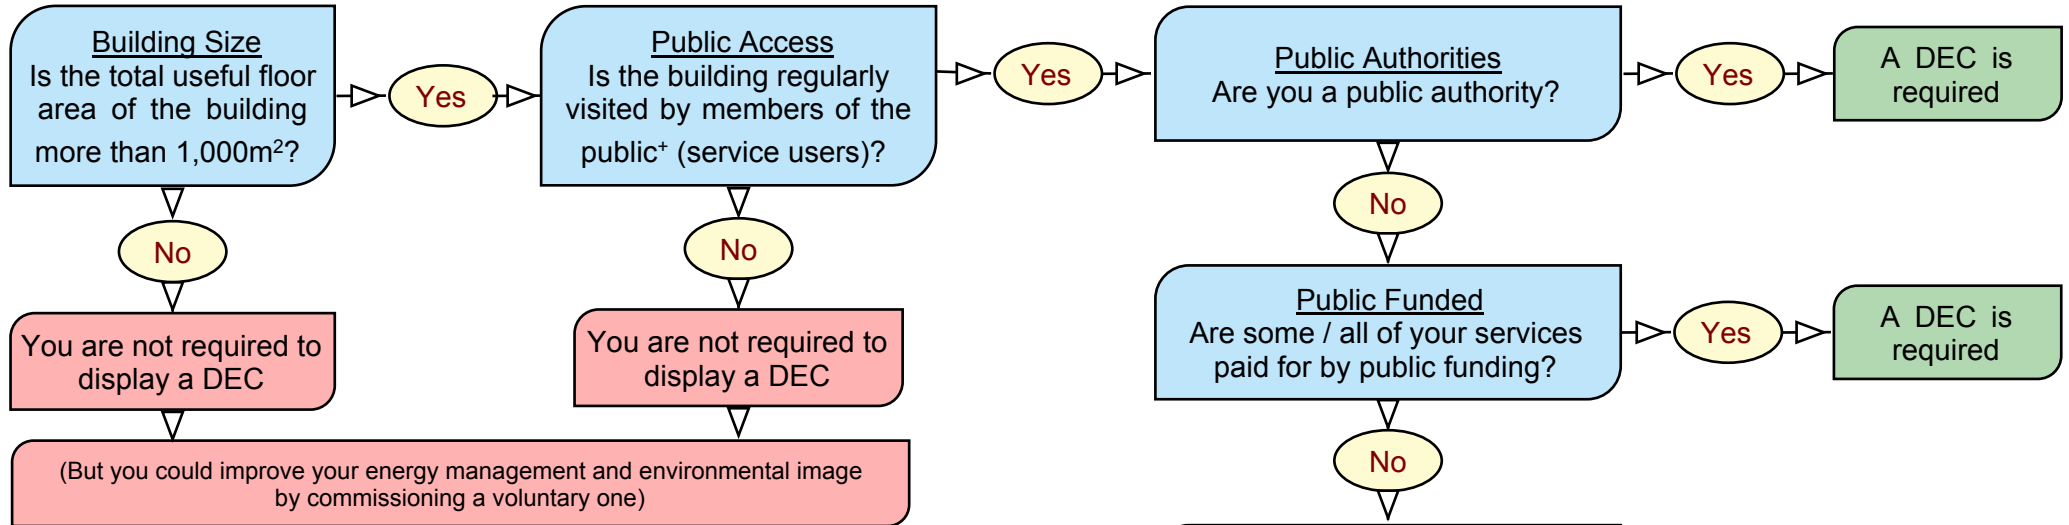 Building Size
Is the total useful floor
area of the building
more than 1,000m²?
Yes
Public Access
Is the building regularly
visited by members of the
public⁺ (service users)?
Yes
Public Authorities
Are you a public authority?
Yes
A DEC is
required
No
No
No
You are not required to
display a DEC
You are not required to
display a DEC
Public Funded
Are some / all of your services
paid for by public funding?
Yes
A DEC is
required
(But you could improve your energy management and environmental image
by commissioning a voluntary one)
No